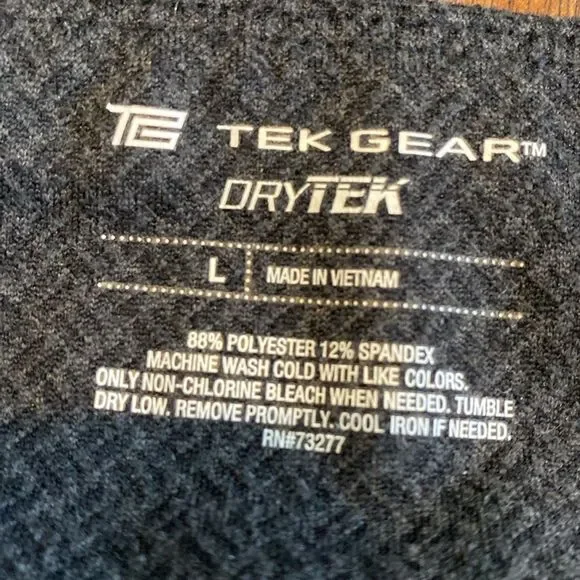 TG TEK GEAR™
DRYTEK
L MADE IN VIETNAM
88% POLYESTER 12% SPANDEX
MACHINE WASH COLD WITH LIKE COLORS.
ONLY NON-CHLORINE BLEACH WHEN NEEDED. TUMBLE
DRY LOW. REMOVE PROMPTLY. COOL IRON IF NEEDED.
RN#73277